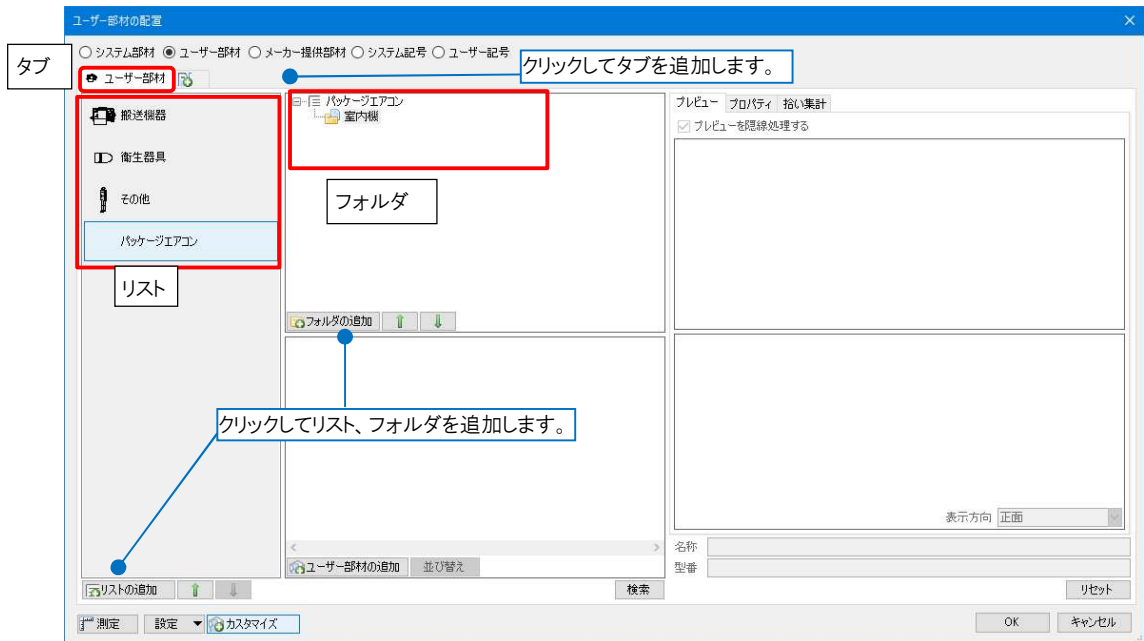 ユーザー部材の配置
システム部材 ユーザー部材 メーカー提供部材 システム記号 ユーザー記号
クリックしてタブを追加します。
タブ
ユーザー部材
搬送機器
衛生器具
その他
パッケージエアコン
リスト
パッケージエアコン
室内機
フォルダ
フォルダの追加
クリックしてリスト、フォルダを追加します。
ユーザー部材の追加 並び替え
プレビュー プロパティ 拾い集計
プレビューを隠線処理する
表示方向 正面
名称
型番
リストの追加 検索 リセット
測定 設定 カスタマイズ OK キャンセル